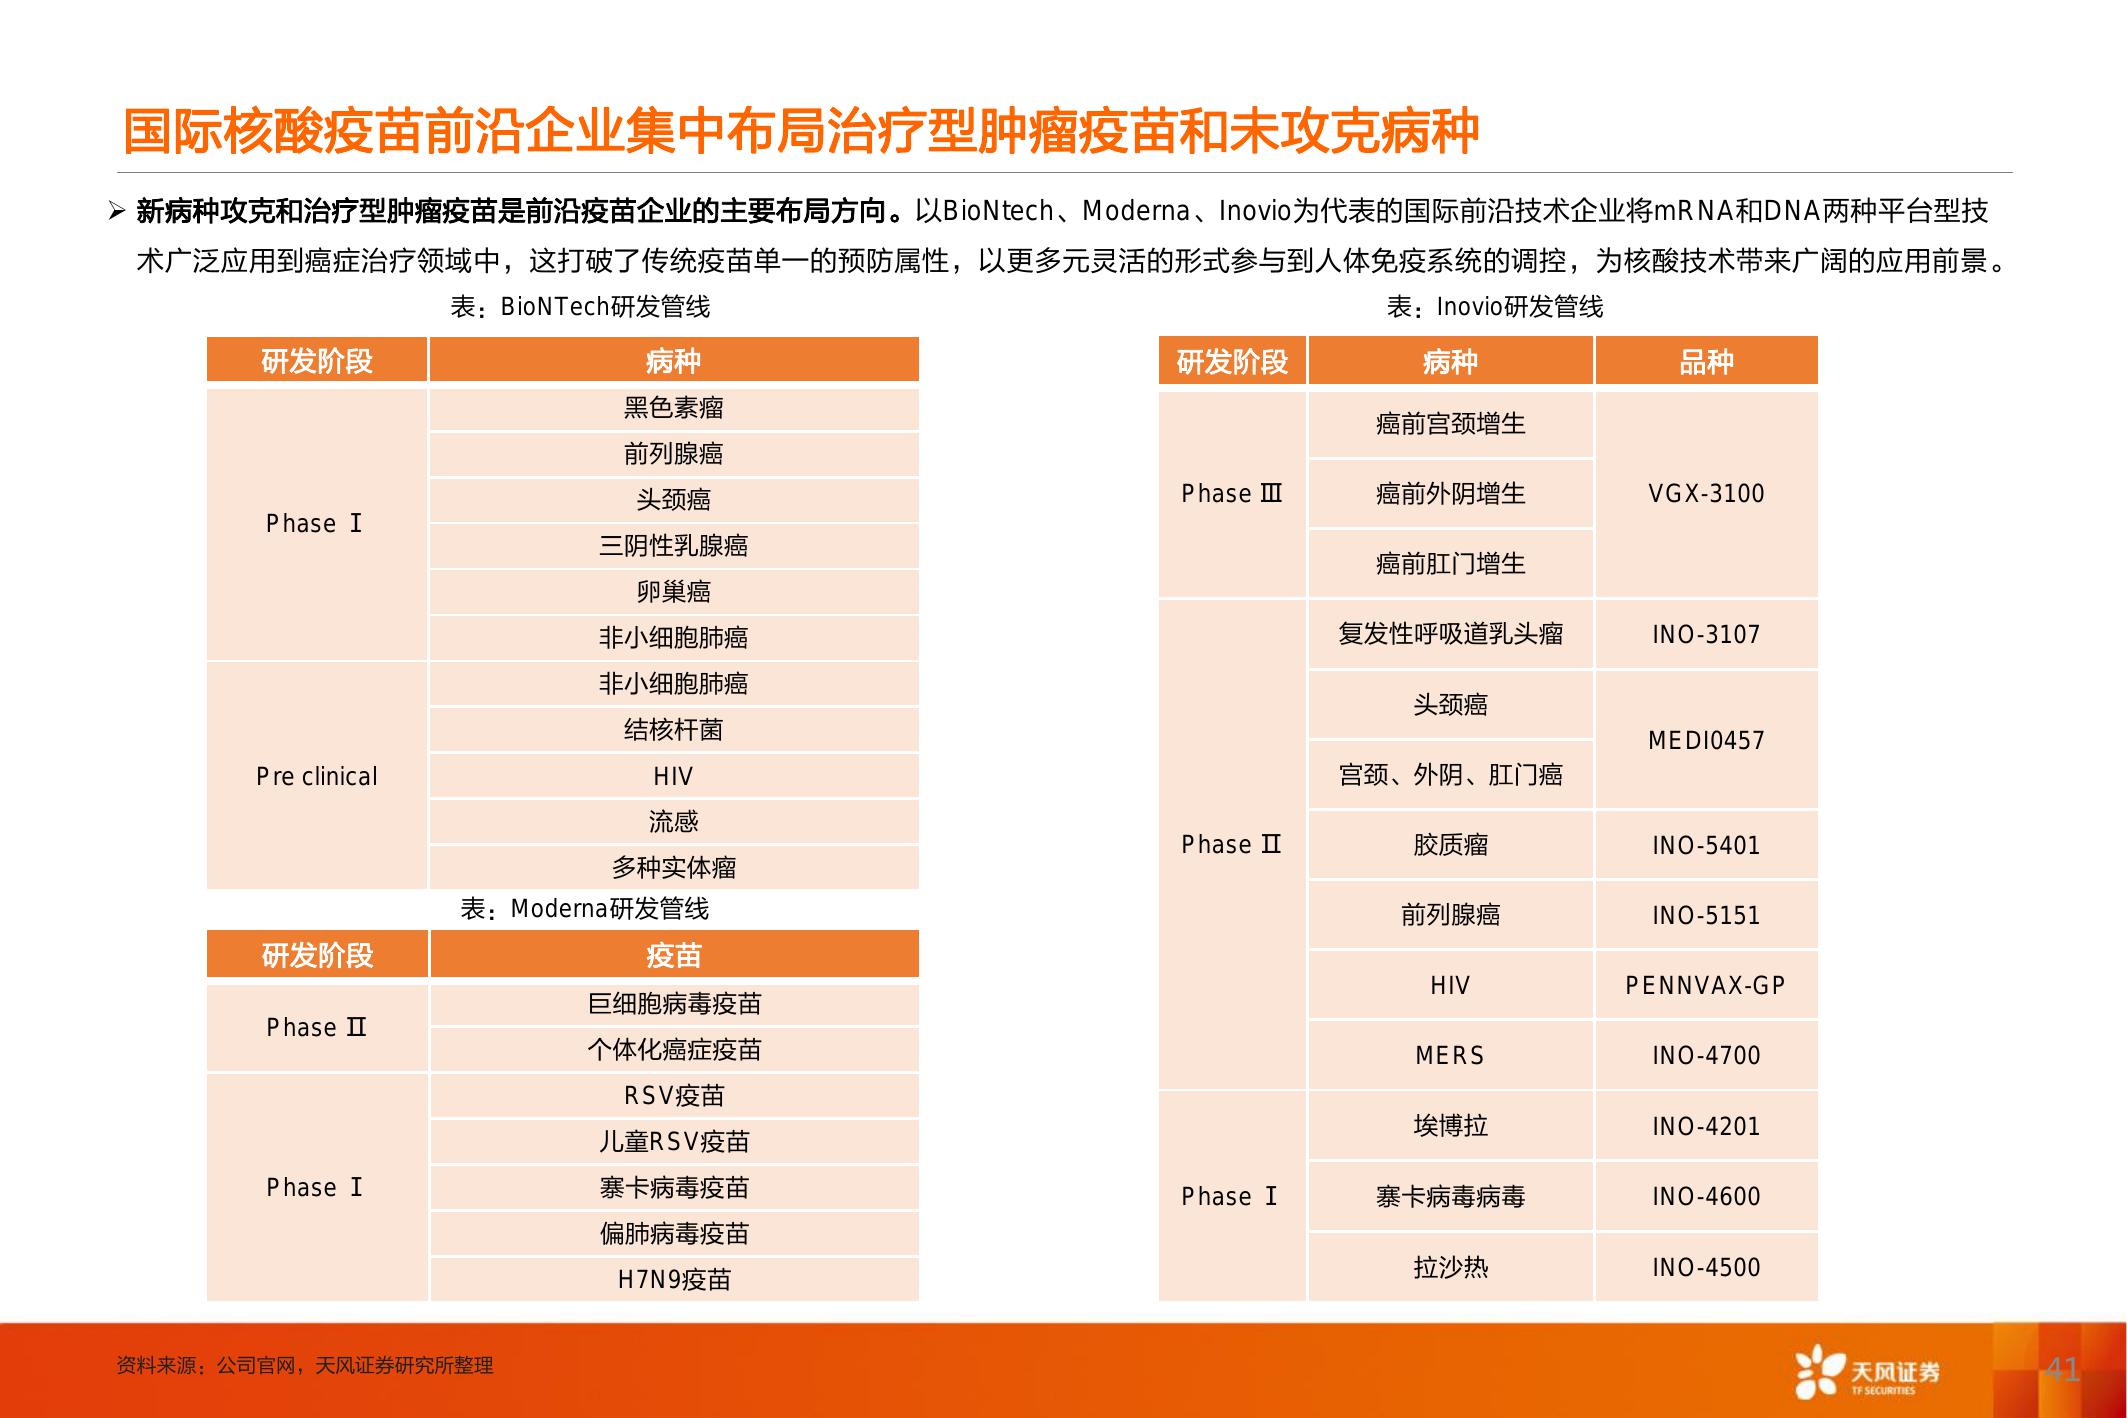 国际核酸疫苗前沿企业集中布局治疗型肿瘤疫苗和未攻克病种
➢ 新病种攻克和治疗型肿瘤疫苗是前沿疫苗企业的主要布局方向。以BioNtech、Moderna、Inovio为代表的国际前沿技术企业将mRNA和DNA两种平台型技
术广泛应用到癌症治疗领域中，这打破了传统疫苗单一的预防属性，以更多元灵活的形式参与到人体免疫系统的调控，为核酸技术带来广阔的应用前景。
表：BioNTech研发管线
研发阶段 病种
Phase Ⅰ
黑色素瘤
前列腺癌
头颈癌
三阴性乳腺癌
卵巢癌
非小细胞肺癌
Pre clinical
非小细胞肺癌
结核杆菌
HIV
流感
多种实体瘤
表：Moderna研发管线
研发阶段 疫苗
Phase Ⅱ
巨细胞病毒疫苗
个体化癌症疫苗
Phase Ⅰ
RSV疫苗
儿童RSV疫苗
寨卡病毒疫苗
偏肺病毒疫苗
H7N9疫苗
表：Inovio研发管线
研发阶段 病种 品种
Phase Ⅲ
癌前宫颈增生
癌前外阴增生
癌前肛门增生
VGX-3100
Phase Ⅱ
复发性呼吸道乳头瘤 INO-3107
头颈癌
宫颈、外阴、肛门癌
MEDI0457
胶质瘤 INO-5401
前列腺癌 INO-5151
HIV PENNVAX-GP
MERS INO-4700
Phase Ⅰ
埃博拉 INO-4201
寨卡病毒病毒 INO-4600
拉沙热 INO-4500
资料来源：公司官网，天风证券研究所整理
天风证券
TF SECURITIES
41